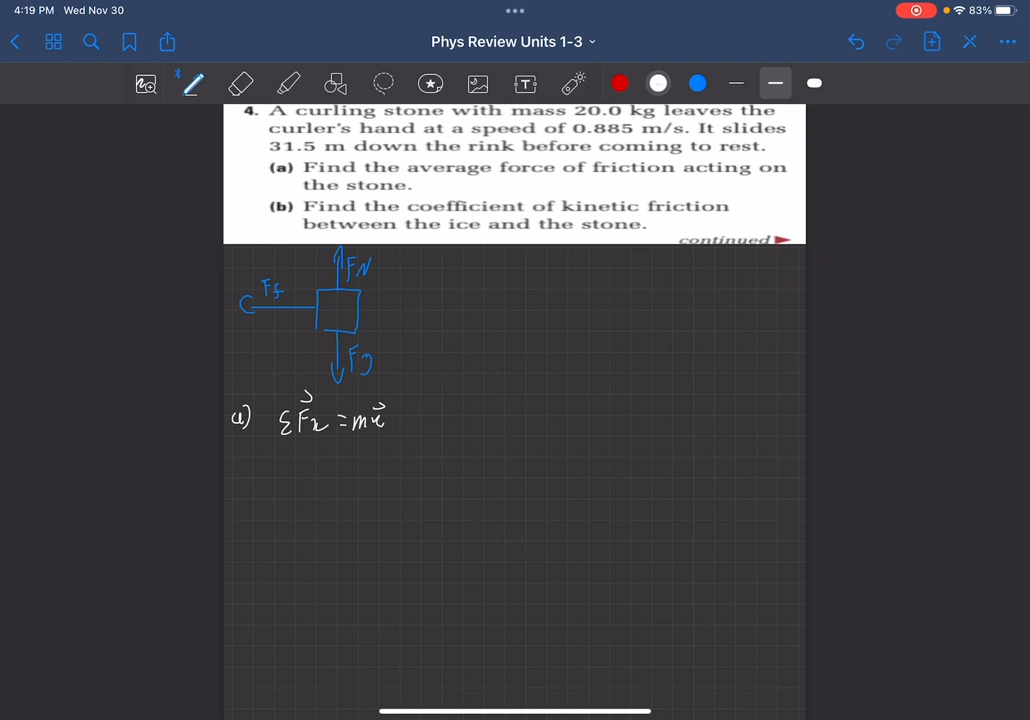 4:19 PM Wed Nov 30
83%
Phys Review Units 1-3
T
4. A curling stone with mass 20.0 kg leaves the
curler's hand at a speed of 0.885 m/s. It slides
31.5 m down the rink before coming to rest.
(a) Find the average force of friction acting on
the stone.
(b) Find the coefficient of kinetic friction
between the ice and the stone.
continued
FN
Ff
Fg
a) ΣF⃗x = ma⃗